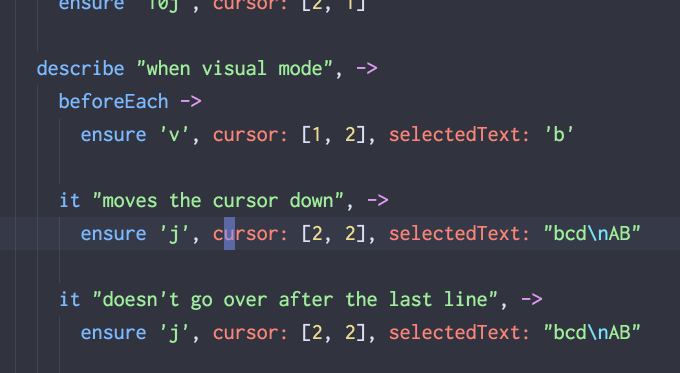 ensure '10j', cursor: [2, 1]
describe "when visual mode", ->
beforeEach ->
ensure 'v', cursor: [1, 2], selectedText: 'b'
it "moves the cursor down", ->
ensure 'j', cursor: [2, 2], selectedText: "bcd\nAB"
it "doesn't go over after the last line", ->
ensure 'j', cursor: [2, 2], selectedText: "bcd\nAB"